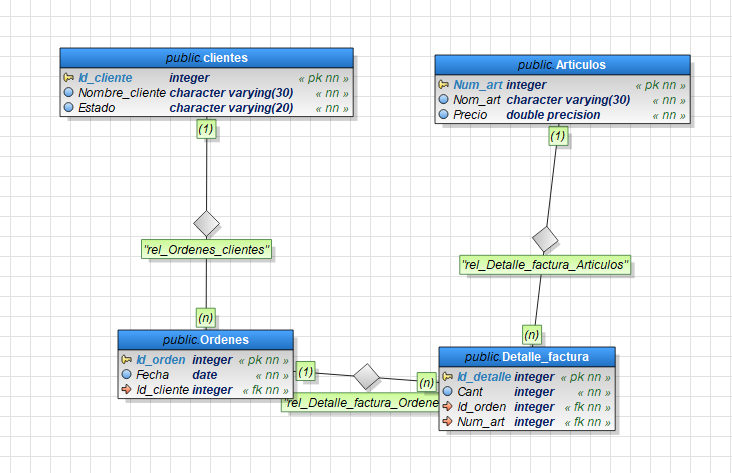 public.clientes
Id_cliente integer « pk nn »
Nombre_cliente character varying(30) « nn »
Estado character varying(20) « nn »
public.Articulos
Num_art integer « pk nn »
Nom_art character varying(30) « nn »
Precio double precision « nn »
(1)
(1)
"rel_Ordenes_clientes"
"rel_Detalle_factura_Articulos"
(n)
(n)
public.Ordenes
Id_orden integer « pk nn »
Fecha date « nn »
Id_cliente integer « fk nn »
(1)
(n)
"rel_Detalle_factura_Ordene
public.Detalle_factura
Id_detalle integer « pk nn »
Cant integer « nn »
Id_orden integer « fk nn »
Num_art integer « fk nn »